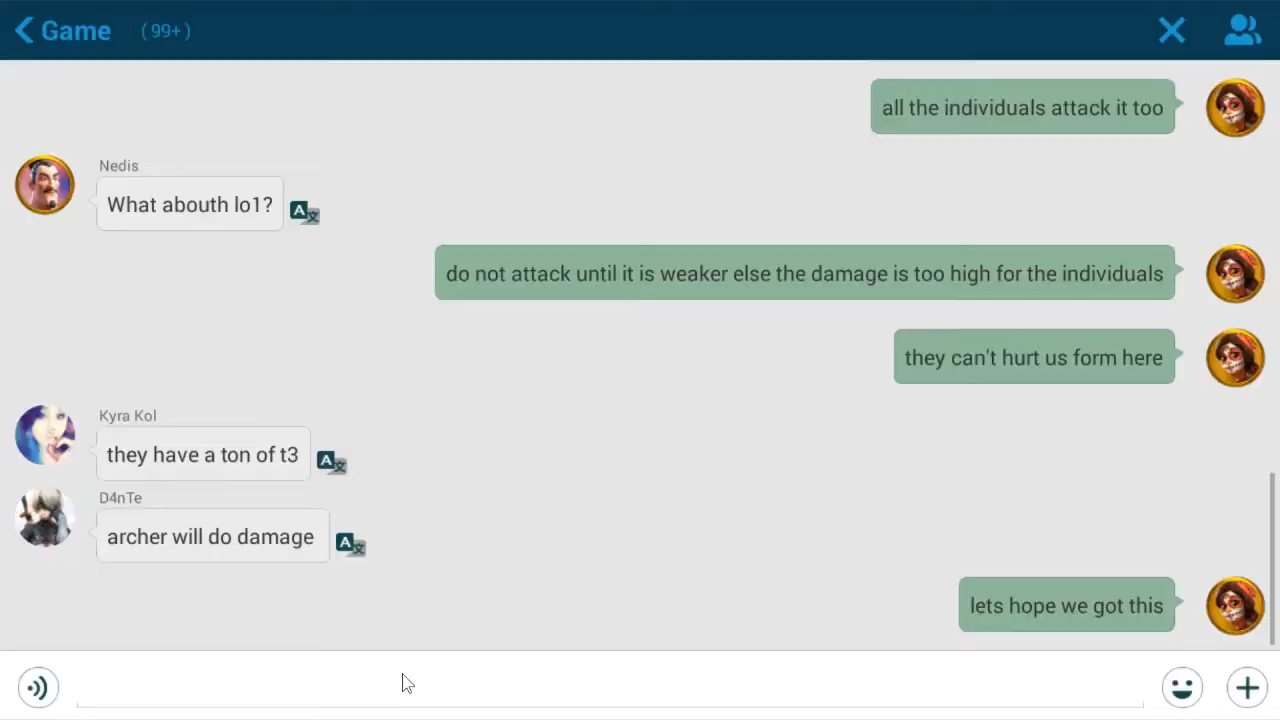 Game (99+)
all the individuals attack it too
Nedis
What abouth lo1?
do not attack until it is weaker else the damage is too high for the individuals
they can't hurt us form here
Kyra Kol
they have a ton of t3
D4nTe
archer will do damage
lets hope we got this